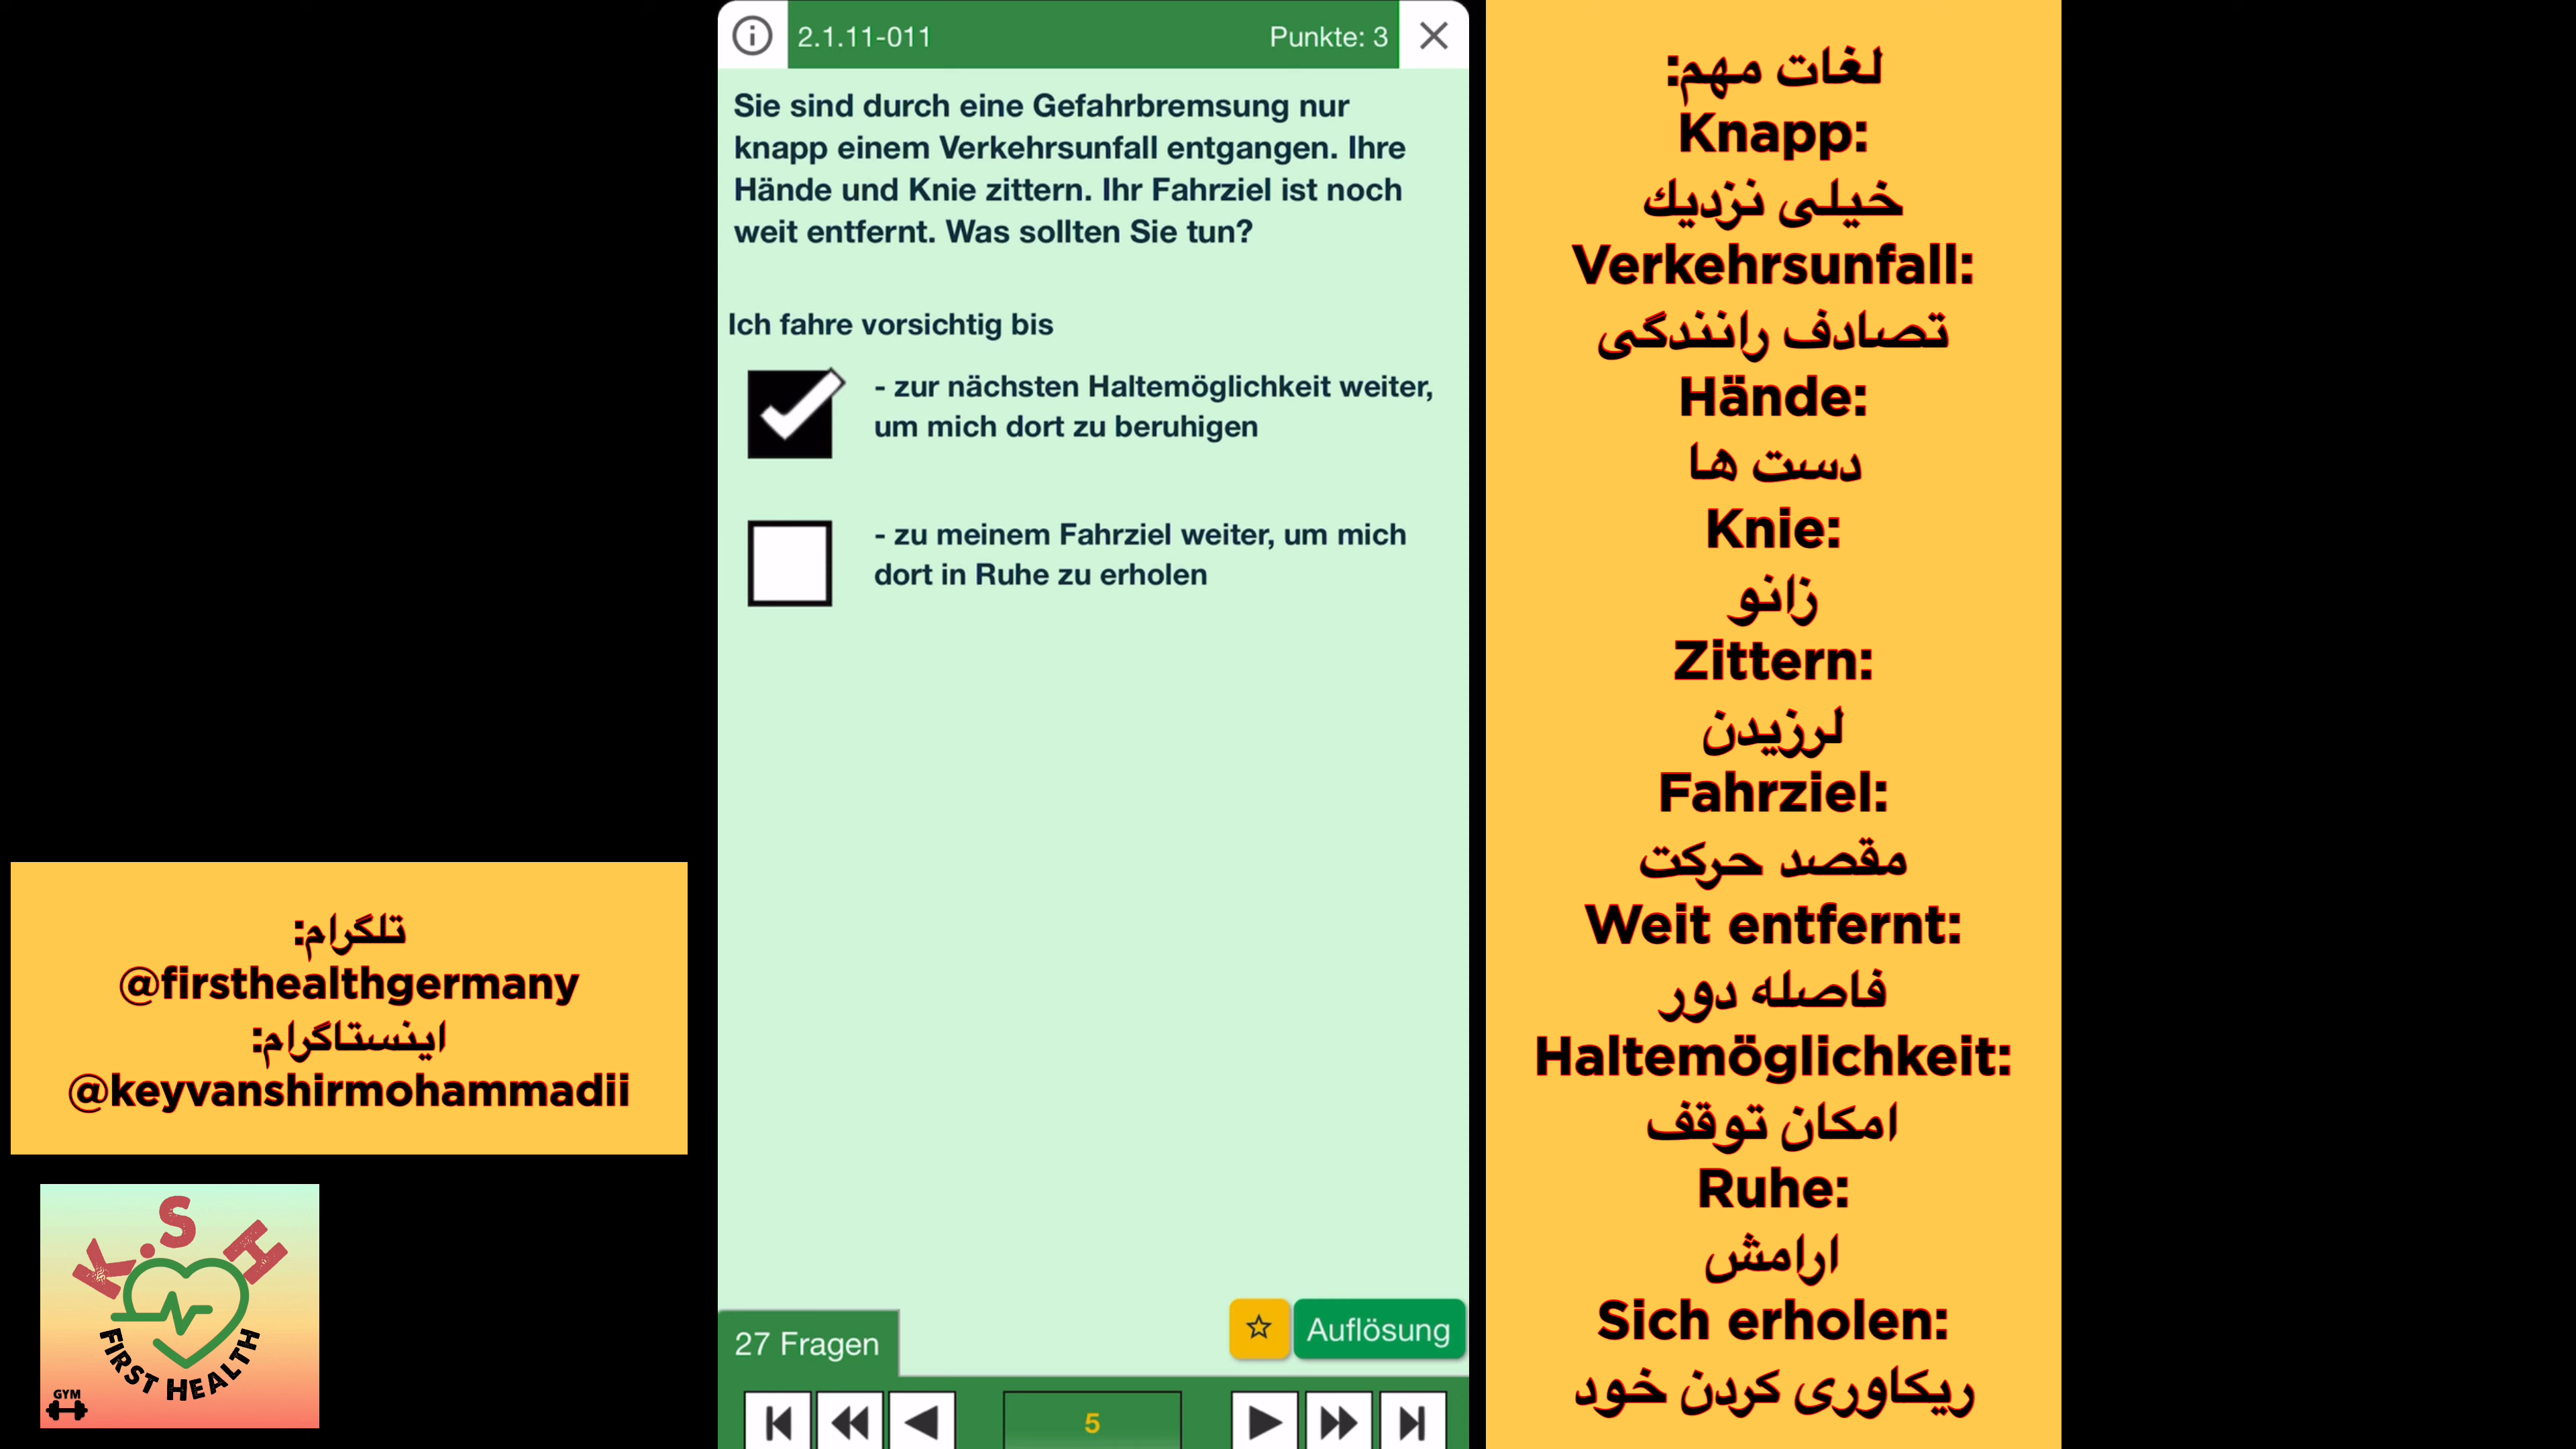 2.1.11-011
Punkte: 3
Sie sind durch eine Gefahrbremsung nur
knapp einem Verkehrsunfall entgangen. Ihre
Hände und Knie zittern. Ihr Fahrziel ist noch
weit entfernt. Was sollten Sie tun?
Ich fahre vorsichtig bis
- zur nächsten Haltemöglichkeit weiter,
um mich dort zu beruhigen
- zu meinem Fahrziel weiter, um mich
dort in Ruhe zu erholen
27 Fragen
Auflösung
5
لغات مهم:
Knapp:
خیلی نزدیك
Verkehrsunfall:
تصادف رانندگی
Hände:
دست ها
Knie:
زانو
Zittern:
لرزیدن
Fahrziel:
مقصد حرکت
Weit entfernt:
فاصله دور
Haltemöglichkeit:
امکان توقف
Ruhe:
ارامش
Sich erholen:
ریکاوری کردن خود
تلگرام:
@firsthealthgermany
اینستاگرام:
@keyvanshirmohammadii
K.SH
FIRST HEALTH
GYM